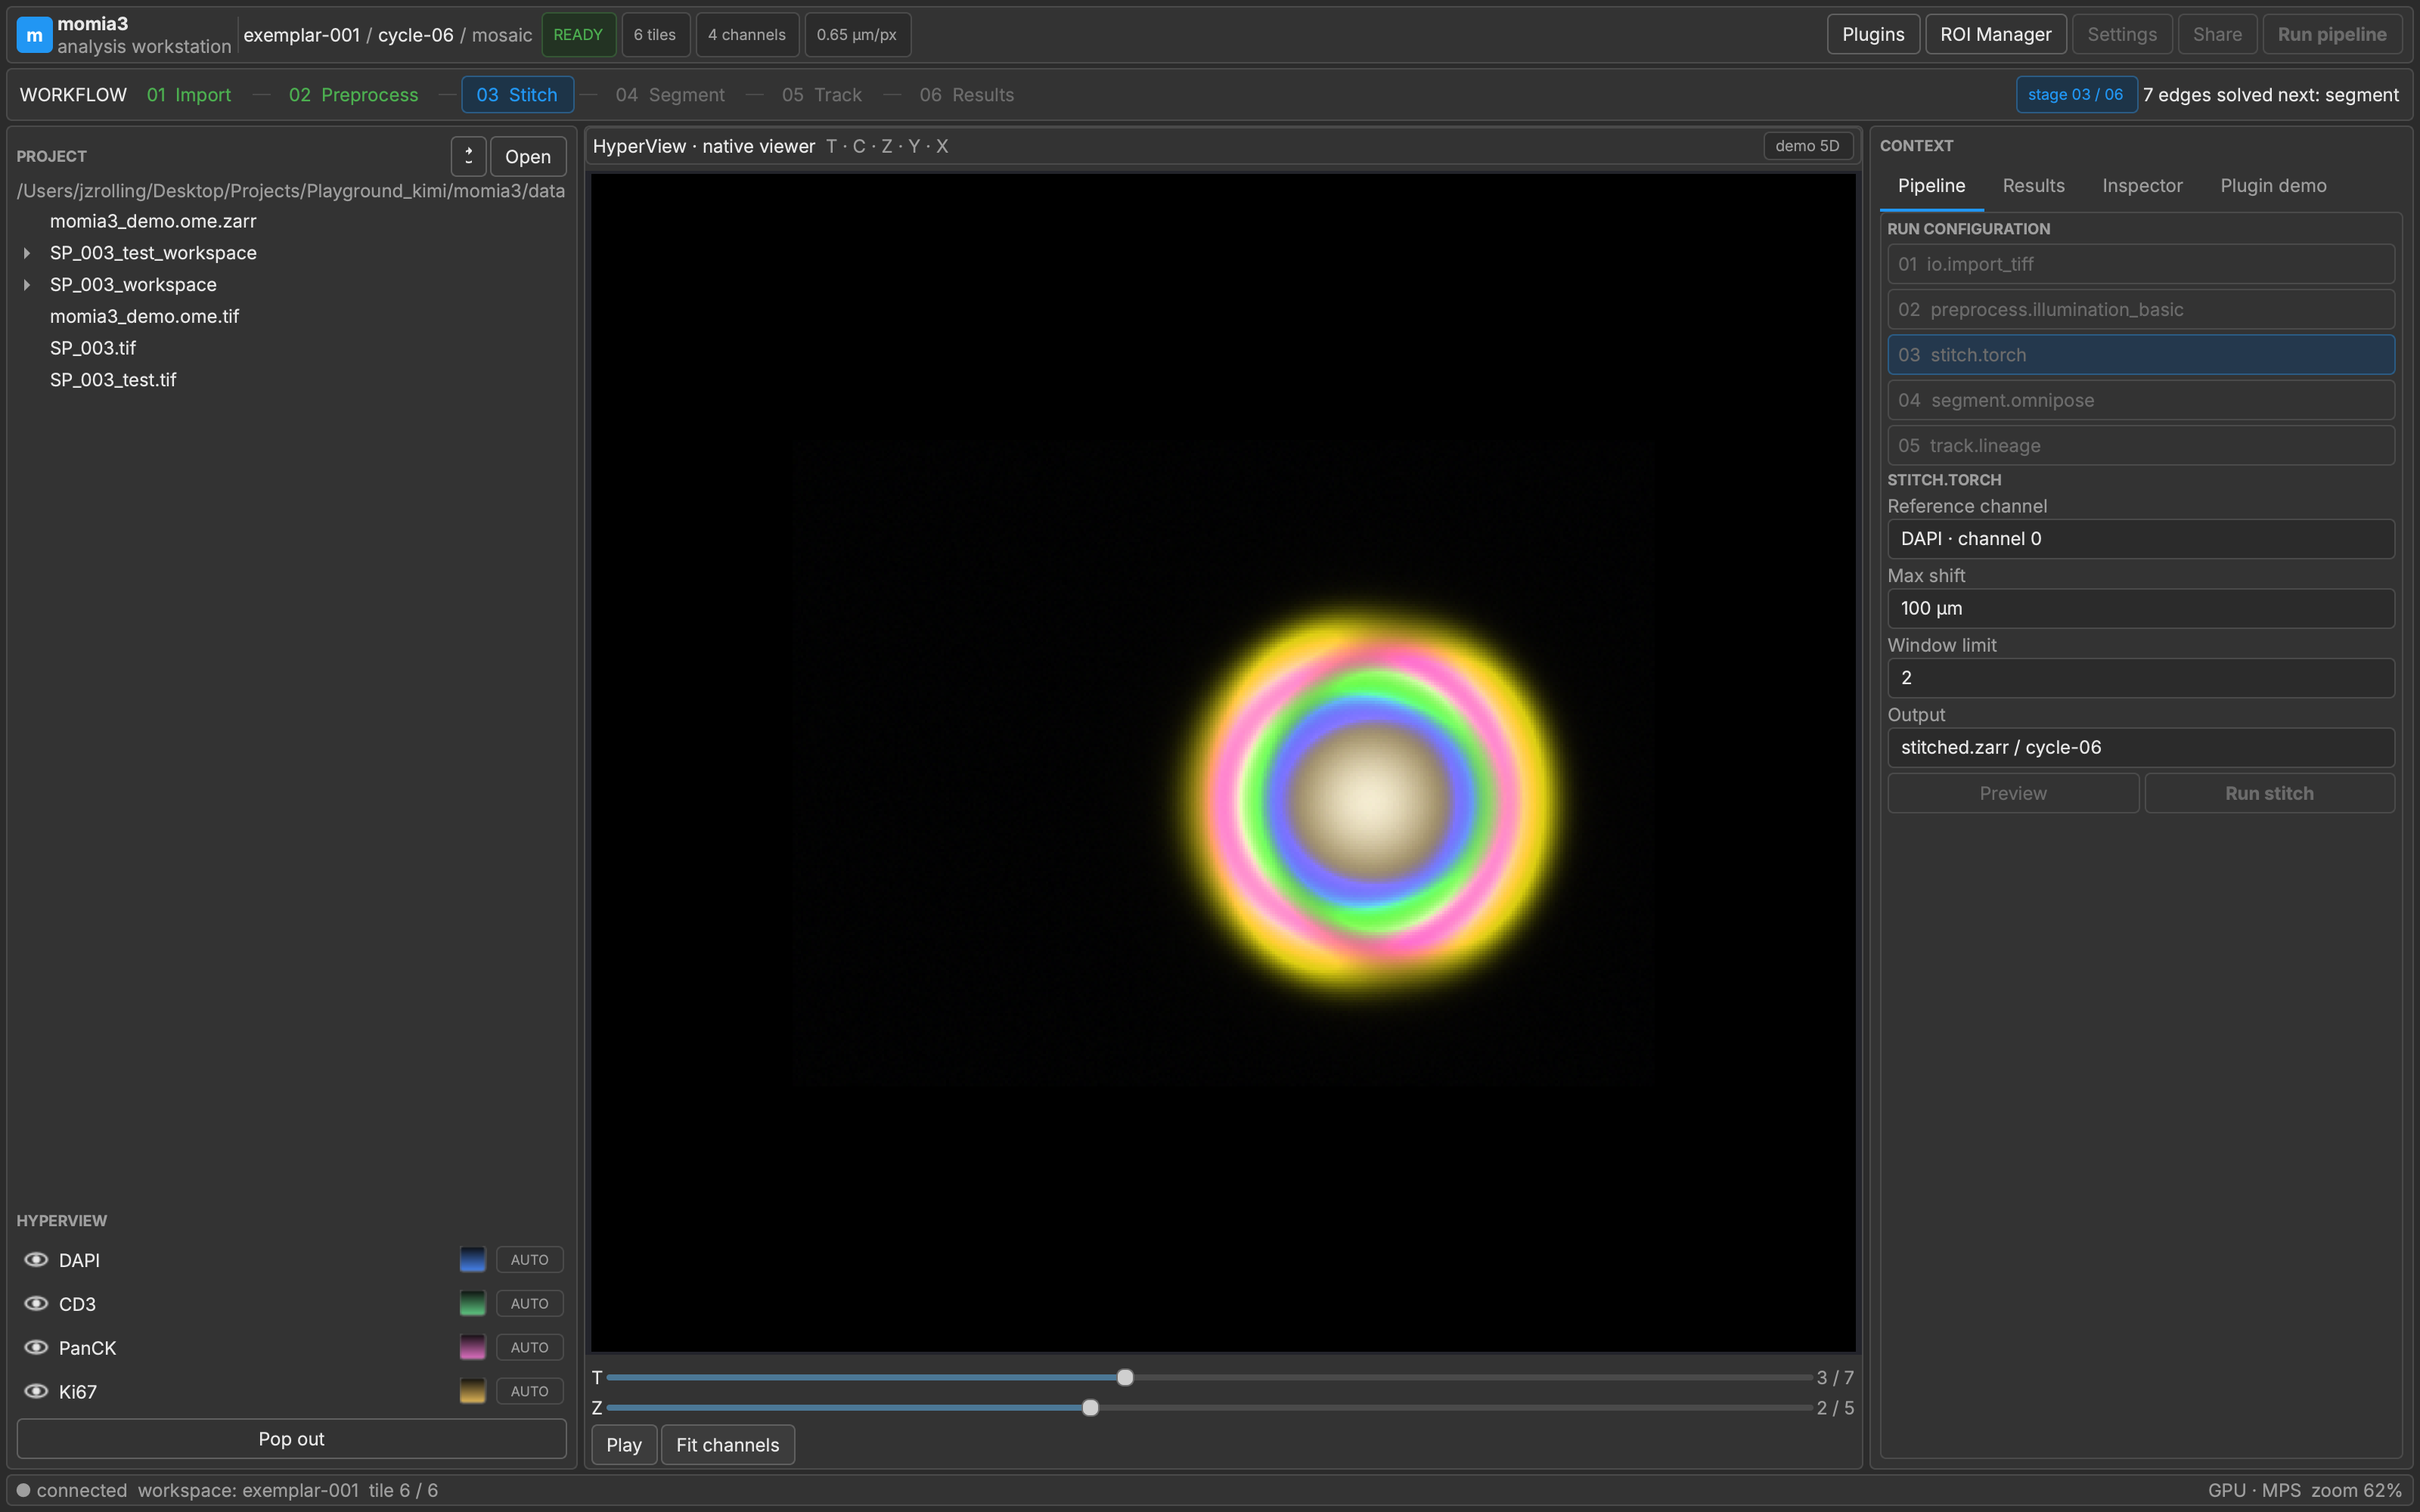 m momia3
analysis workstation
exemplar-001 / cycle-06 / mosaic READY 6 tiles 4 channels 0.65 µm/px
Plugins ROI Manager Settings Share Run pipeline
WORKFLOW 01 Import — 02 Preprocess — 03 Stitch — 04 Segment — 05 Track — 06 Results
stage 03 / 06 7 edges solved next: segment
PROJECT
Open
/Users/jzrolling/Desktop/Projects/Playground_kimi/momia3/data
momia3_demo.ome.zarr
SP_003_test_workspace
SP_003_workspace
momia3_demo.ome.tif
SP_003.tif
SP_003_test.tif
HYPERVIEW
DAPI AUTO
CD3 AUTO
PanCK AUTO
Ki67 AUTO
Pop out
HyperView · native viewer T · C · Z · Y · X demo 5D
T 3 / 7
Z 2 / 5
Play Fit channels
CONTEXT
Pipeline Results Inspector Plugin demo
RUN CONFIGURATION
01 io.import_tiff
02 preprocess.illumination_basic
03 stitch.torch
04 segment.omnipose
05 track.lineage
STITCH.TORCH
Reference channel
DAPI · channel 0
Max shift
100 µm
Window limit
2
Output
stitched.zarr / cycle-06
Preview Run stitch
connected workspace: exemplar-001 tile 6 / 6
GPU · MPS zoom 62%